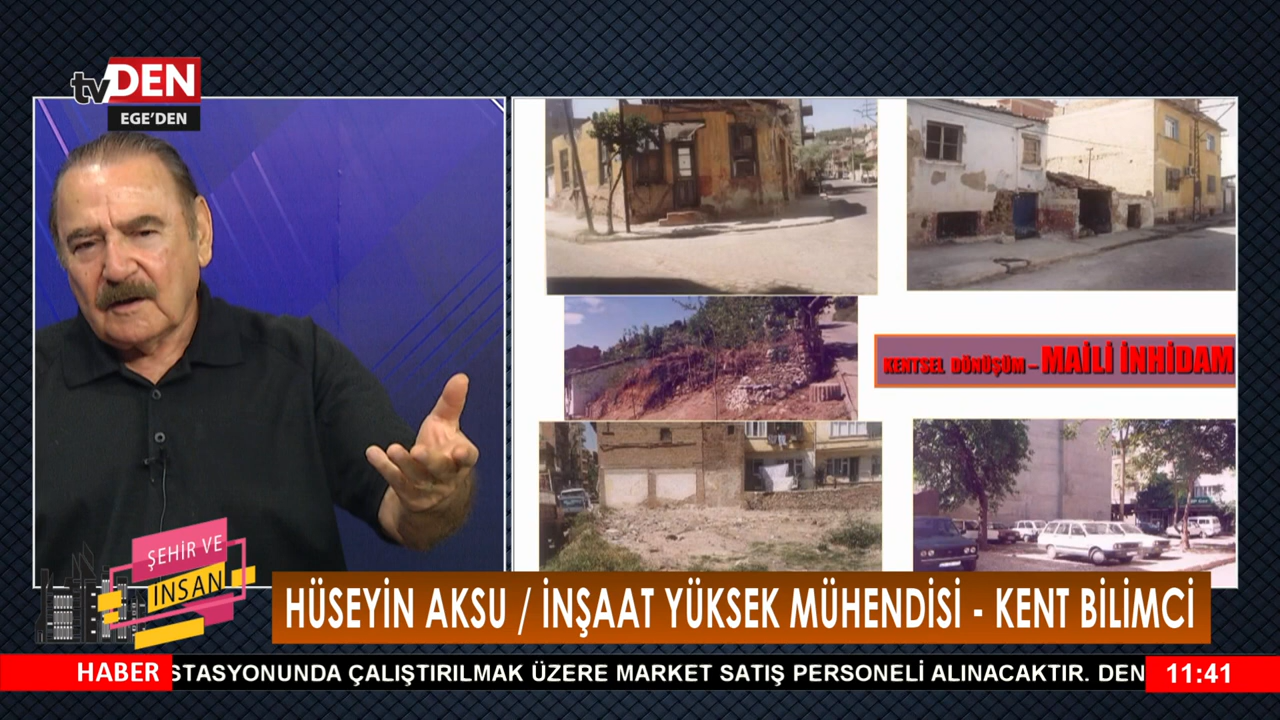 tvDEN
EGE'DEN
KENTSEL DÖNÜŞÜM – MAİLİ İNHİDAM
ŞEHİR VE
İNSAN
HÜSEYİN AKSU / İNŞAAT YÜKSEK MÜHENDİSİ - KENT BİLİMCİ
HABER
STASYONUNDA ÇALIŞTIRILMAK ÜZERE MARKET SATIŞ PERSONELİ ALINACAKTIR. DEN
11:41